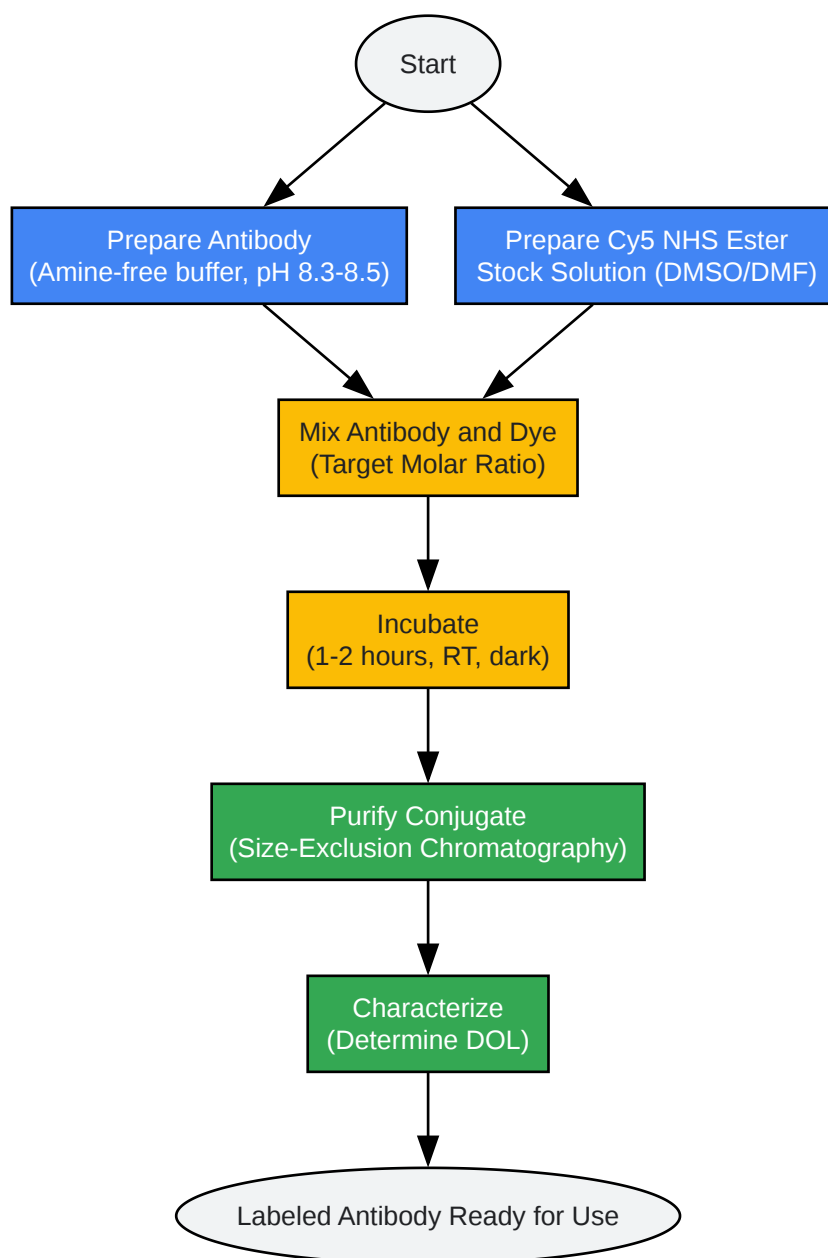 Start
Prepare Antibody
(Amine-free buffer, pH 8.3-8.5)
Prepare Cy5 NHS Ester
Stock Solution (DMSO/DMF)
Mix Antibody and Dye
(Target Molar Ratio)
Incubate
(1-2 hours, RT, dark)
Purify Conjugate
(Size-Exclusion Chromatography)
Characterize
(Determine DOL)
Labeled Antibody Ready for Use